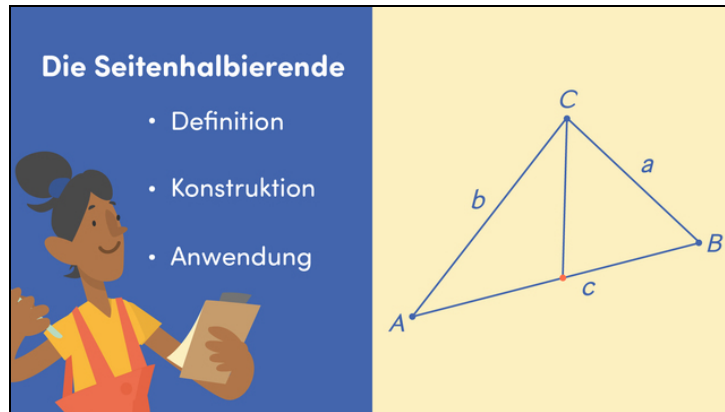 Die Seitenhalbierende
• Definition
• Konstruktion
• Anwendung
C
b
a
B
c
A